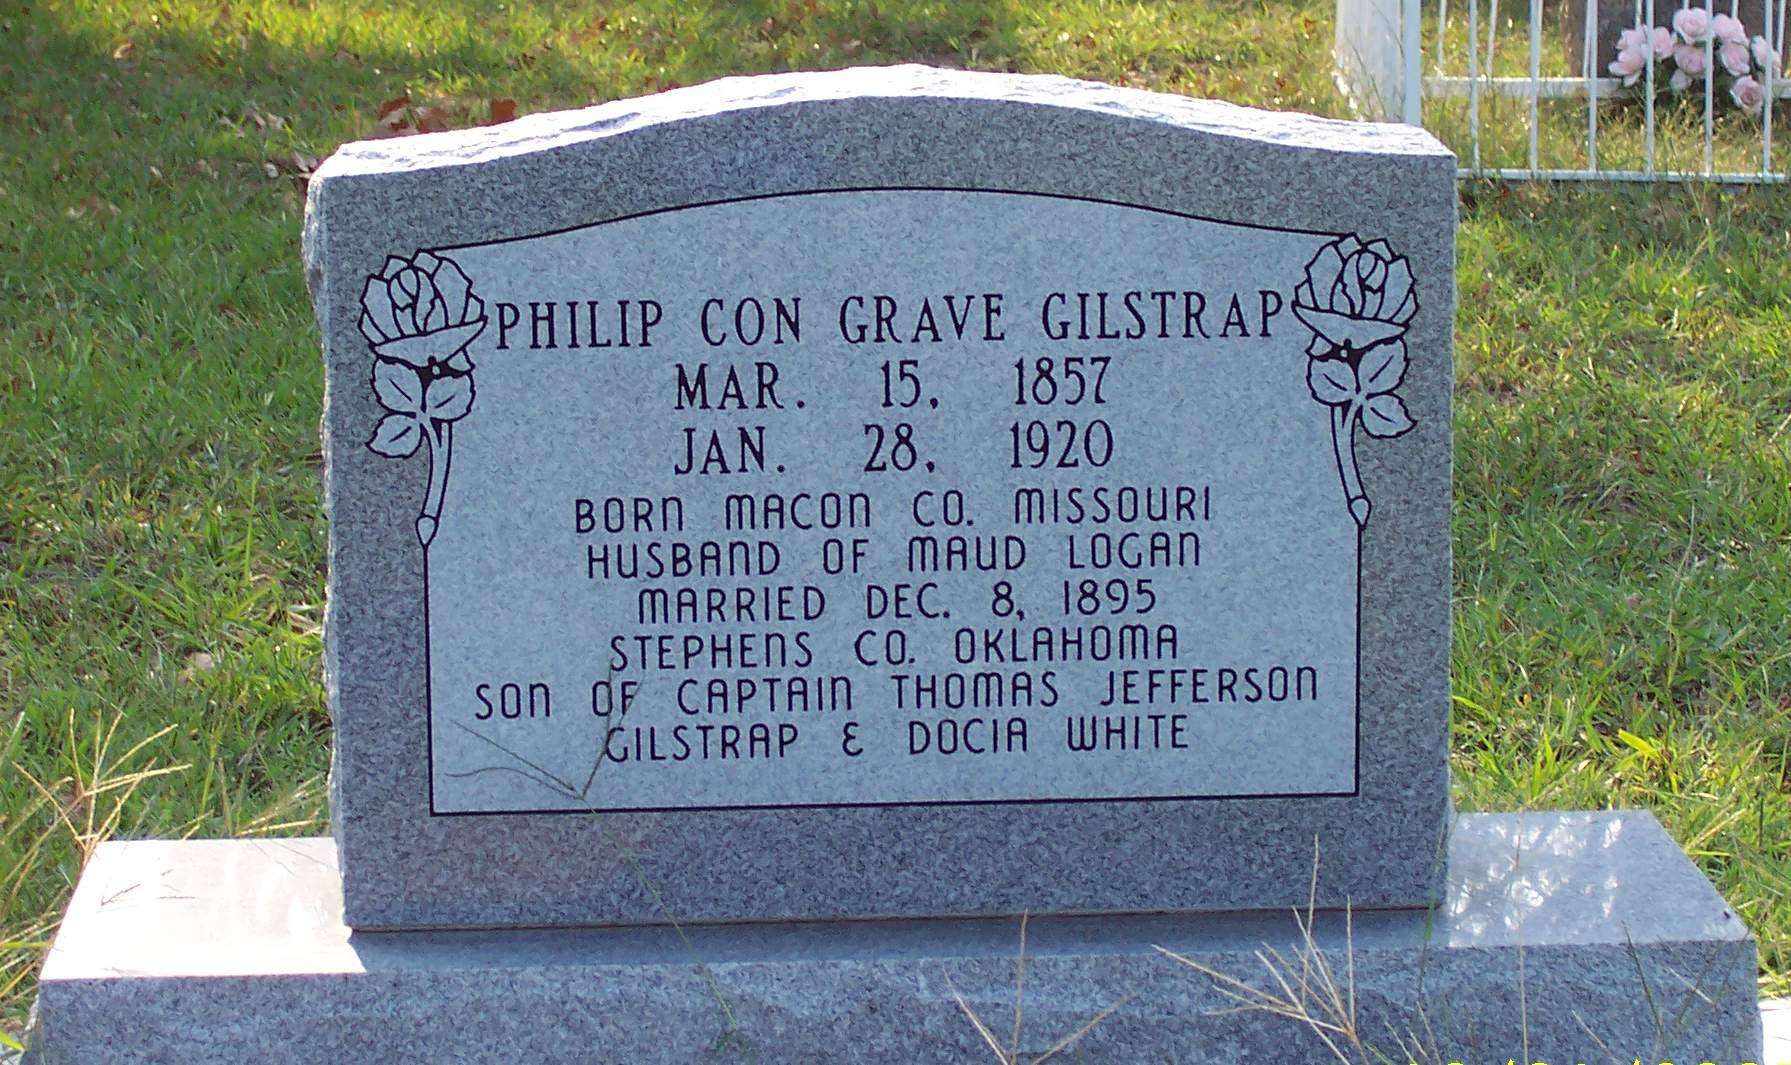 PHILIP CON GRAVE GILSTRAP
MAR. 15, 1857
JAN. 28, 1920
BORN MACON CO. MISSOURI
HUSBAND OF MAUD LOGAN
MARRIED DEC. 8, 1895
STEPHENS CO. OKLAHOMA
SON OF CAPTAIN THOMAS JEFFERSON
GILSTRAP & DOCIA WHITE